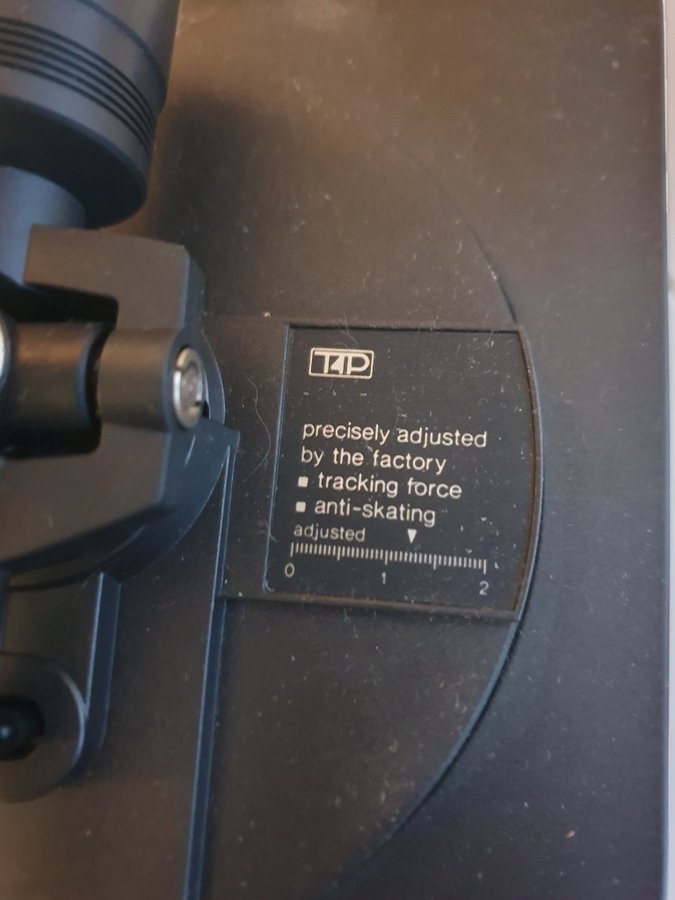 T4P
precisely adjusted
by the factory
▪ tracking force
▪ anti-skating
adjusted ▼
0 1 2